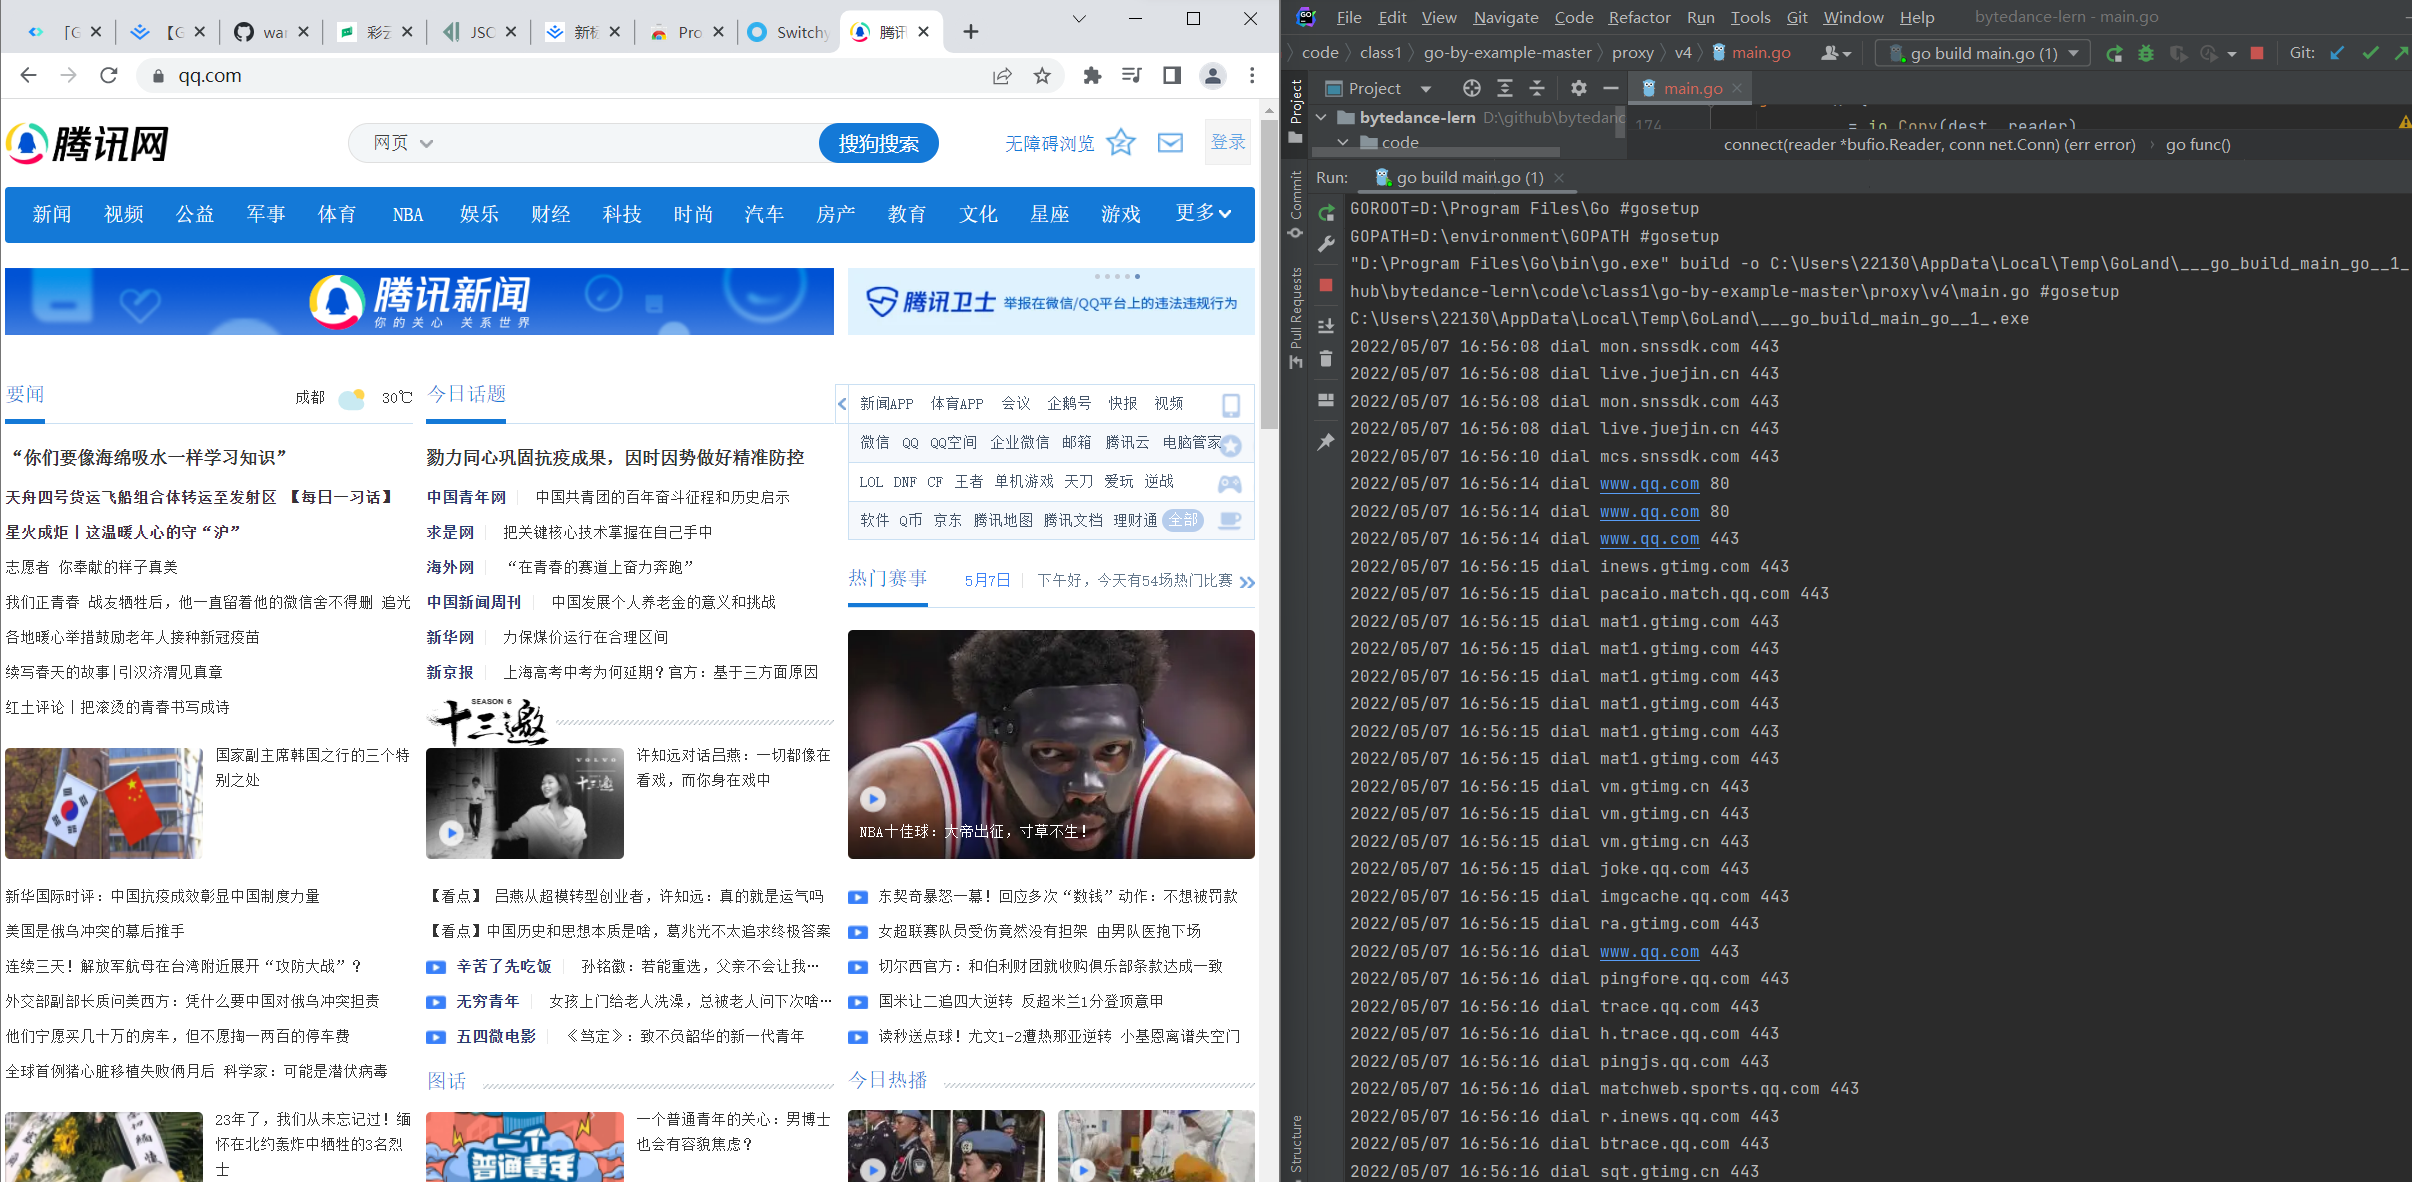 「G
【G
war
彩云
JSC
新标
Pro
Switchy
腾讯
qq.com
腾讯网
网页
搜狗搜索
无障碍浏览
登录
新闻 视频 公益 军事 体育 NBA 娱乐 财经 科技 时尚 汽车 房产 教育 文化 星座 游戏 更多
腾讯新闻
你的关心 关系世界
腾讯卫士 举报在微信/QQ平台上的违法违规行为
要闻
成都 30℃
“你们要像海绵吸水一样学习知识”
天舟四号货运飞船组合体转运至发射区 【每日一习话】
星火成炬丨这温暖人心的守“沪”
志愿者 你奉献的样子真美
我们正青春 战友牺牲后，他一直留着他的微信舍不得删 追光
各地暖心举措鼓励老年人接种新冠疫苗
续写春天的故事|引汉济渭见真章
红土评论丨把滚烫的青春书写成诗
国家副主席韩国之行的三个特
别之处
新华国际时评：中国抗疫成效彰显中国制度力量
美国是俄乌冲突的幕后推手
连续三天！解放军航母在台湾附近展开“攻防大战”？
外交部副部长质问美西方：凭什么要中国对俄乌冲突担责
他们宁愿买几十万的房车，但不愿掏一两百的停车费
全球首例猪心脏移植失败俩月后 科学家：可能是潜伏病毒
23年了，我们从未忘记过！缅
怀在北约轰炸中牺牲的3名烈
士
今日话题
勠力同心巩固抗疫成果，因时因势做好精准防控
中国青年网 中国共青团的百年奋斗征程和历史启示
求是网 把关键核心技术掌握在自己手中
海外网 “在青春的赛道上奋力奔跑”
中国新闻周刊 中国发展个人养老金的意义和挑战
新华网 力保煤价运行在合理区间
新京报 上海高考中考为何延期？官方：基于三方面原因
SEASON 6
十三邀
VOLVO
十三邀
许知远对话吕燕：一切都像在
看戏，而你身在戏中
【看点】 吕燕从超模转型创业者，许知远：真的就是运气吗
【看点】中国历史和思想本质是啥，葛兆光不太追求终极答案
辛苦了先吃饭 孙铭徽：若能重选，父亲不会让我…
无穷青年 女孩上门给老人洗澡，总被老人问下次啥…
五四微电影 《笃定》：致不负韶华的新一代青年
图话
一个
普通青年
一个普通青年的关心：男博士
也会有容貌焦虑？
新闻APP 体育APP 会议 企鹅号 快报 视频
微信 QQ QQ空间 企业微信 邮箱 腾讯云 电脑管家
LOL DNF CF 王者 单机游戏 天刀 爱玩 逆战
软件 Q币 京东 腾讯地图 腾讯文档 理财通 全部
热门赛事 5月7日 下午好，今天有54场热门比赛
NBA十佳球：大帝出征，寸草不生！
东契奇暴怒一幕！回应多次“数钱”动作：不想被罚款
女超联赛队员受伤竟然没有担架 由男队医抱下场
切尔西官方：和伯利财团就收购俱乐部条款达成一致
国米让二追四大逆转 反超米兰1分登顶意甲
读秒送点球！尤文1-2遭热那亚逆转 小基恩离谱失空门
今日热播
File Edit View Navigate Code Refactor Run Tools Git Window Help bytedance-lern - main.go
code class1 go-by-example-master proxy v4 main.go
go build main.go (1)
Git:
Project
Project
main.go
bytedance-lern D:\github\bytedanc
code
174
_ = io.Copy(dest, reader)
connect(reader *bufio.Reader, conn net.Conn) (err error) go func()
Commit
Pull Requests
Structure
Run: go build main.go (1)
GOROOT=D:\Program Files\Go #gosetup
GOPATH=D:\environment\GOPATH #gosetup
"D:\Program Files\Go\bin\go.exe" build -o C:\Users\22130\AppData\Local\Temp\GoLand\___go_build_main_go__1_
hub\bytedance-lern\code\class1\go-by-example-master\proxy\v4\main.go #gosetup
C:\Users\22130\AppData\Local\Temp\GoLand\___go_build_main_go__1_.exe
2022/05/07 16:56:08 dial mon.snssdk.com 443
2022/05/07 16:56:08 dial live.juejin.cn 443
2022/05/07 16:56:08 dial mon.snssdk.com 443
2022/05/07 16:56:08 dial live.juejin.cn 443
2022/05/07 16:56:10 dial mcs.snssdk.com 443
2022/05/07 16:56:14 dial www.qq.com 80
2022/05/07 16:56:14 dial www.qq.com 80
2022/05/07 16:56:14 dial www.qq.com 443
2022/05/07 16:56:15 dial inews.gtimg.com 443
2022/05/07 16:56:15 dial pacaio.match.qq.com 443
2022/05/07 16:56:15 dial mat1.gtimg.com 443
2022/05/07 16:56:15 dial mat1.gtimg.com 443
2022/05/07 16:56:15 dial mat1.gtimg.com 443
2022/05/07 16:56:15 dial mat1.gtimg.com 443
2022/05/07 16:56:15 dial mat1.gtimg.com 443
2022/05/07 16:56:15 dial mat1.gtimg.com 443
2022/05/07 16:56:15 dial vm.gtimg.cn 443
2022/05/07 16:56:15 dial vm.gtimg.cn 443
2022/05/07 16:56:15 dial vm.gtimg.cn 443
2022/05/07 16:56:15 dial joke.qq.com 443
2022/05/07 16:56:15 dial imgcache.qq.com 443
2022/05/07 16:56:15 dial ra.gtimg.com 443
2022/05/07 16:56:16 dial www.qq.com 443
2022/05/07 16:56:16 dial pingfore.qq.com 443
2022/05/07 16:56:16 dial trace.qq.com 443
2022/05/07 16:56:16 dial h.trace.qq.com 443
2022/05/07 16:56:16 dial pingjs.qq.com 443
2022/05/07 16:56:16 dial matchweb.sports.qq.com 443
2022/05/07 16:56:16 dial r.inews.qq.com 443
2022/05/07 16:56:16 dial btrace.qq.com 443
2022/05/07 16:56:16 dial sqt.gtimg.cn 443